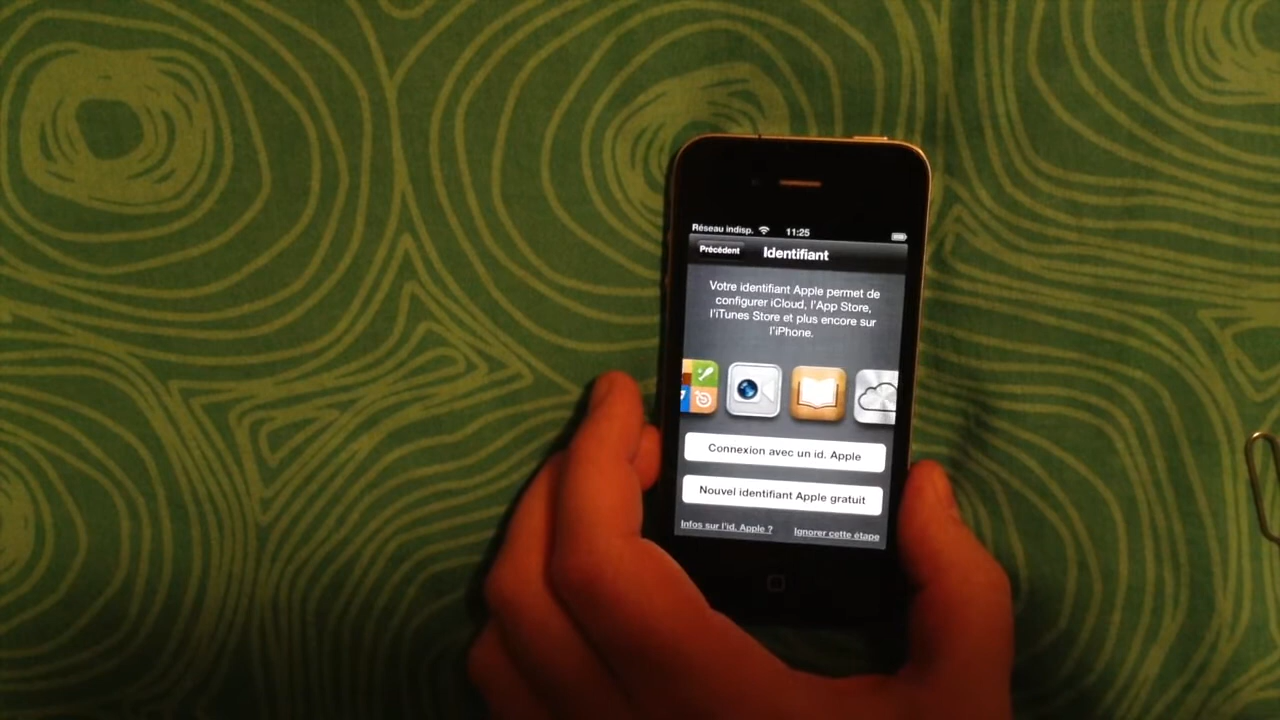 Réseau indisp. 11:25
Précédent Identifiant
Votre identifiant Apple permet de
configurer iCloud, l'App Store,
l'iTunes Store et plus encore sur
l'iPhone.
Connexion avec un id. Apple
Nouvel identifiant Apple gratuit
Infos sur l'id. Apple ? Ignorer cette étape